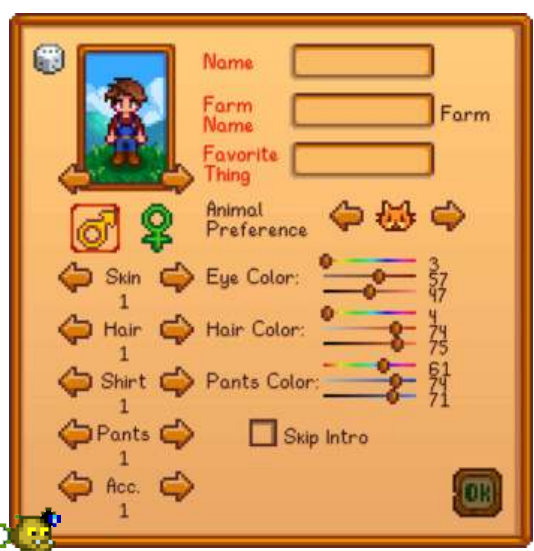 Name
Farm
Name
Farm
Favorite
Thing
Animal
Preference
Skin
1
Eye Color:
3
57
47
Hair
1
Hair Color:
4
74
75
Shirt
1
Pants Color:
61
74
71
Pants
1
Skip Intro
Acc.
1
Ok